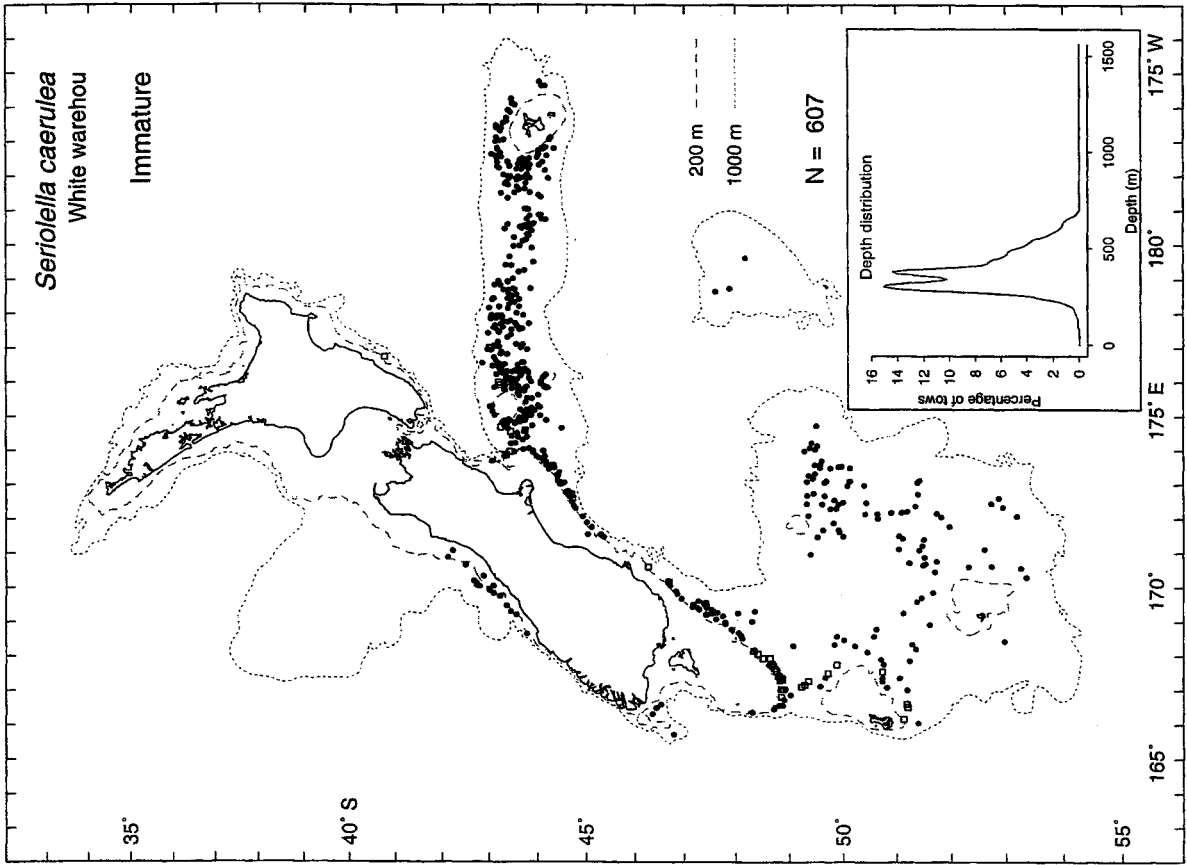 Seriolella caerulea
White warehou
Immature
35°
40° S
45°
50°
55°
165°
170°
175° E
180°
175° W
200 m
1000 m
N = 607
Depth distribution
Percentage of tows
16
14
12
10
8
6
4
2
0
0
500
1000
1500
Depth (m)